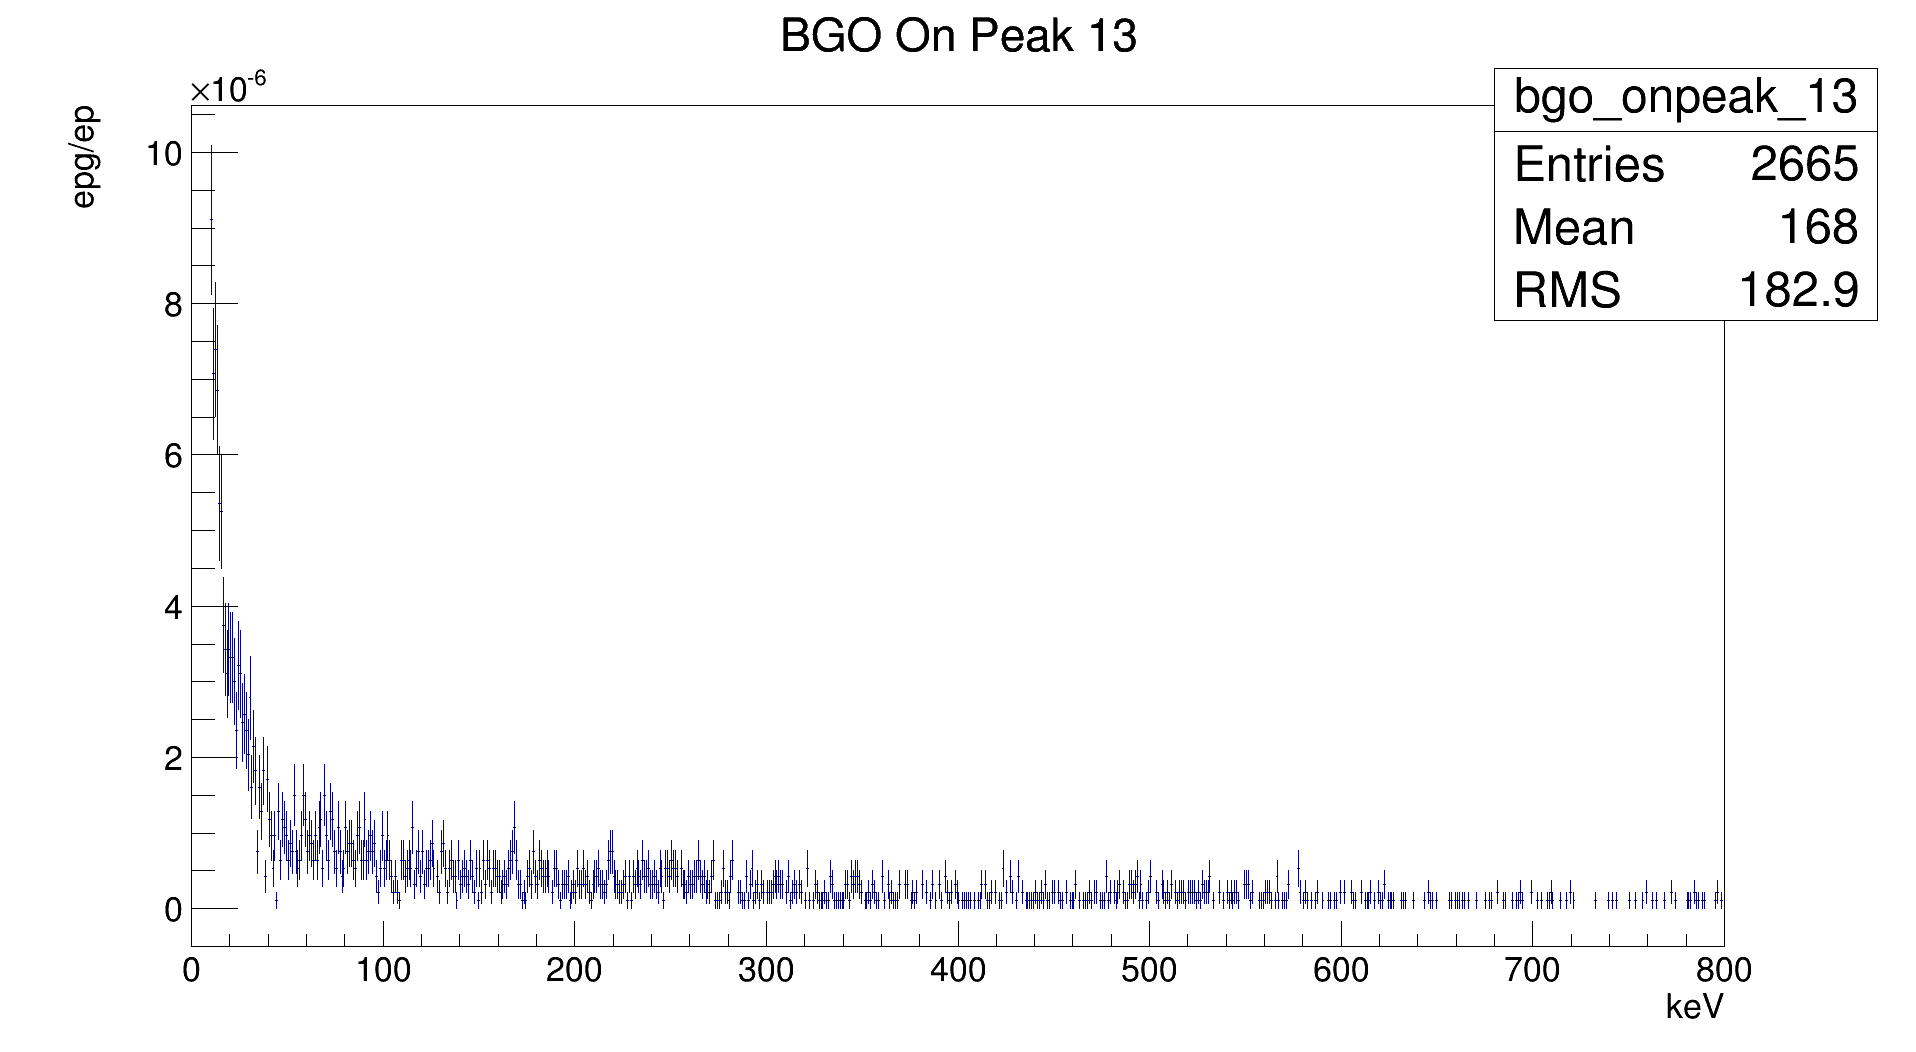 BGO On Peak 13
×10-6
epg/ep
bgo_onpeak_13
Entries 2665
Mean 168
RMS 182.9
10
8
6
4
2
0
0 100 200 300 400 500 600 700 800
keV